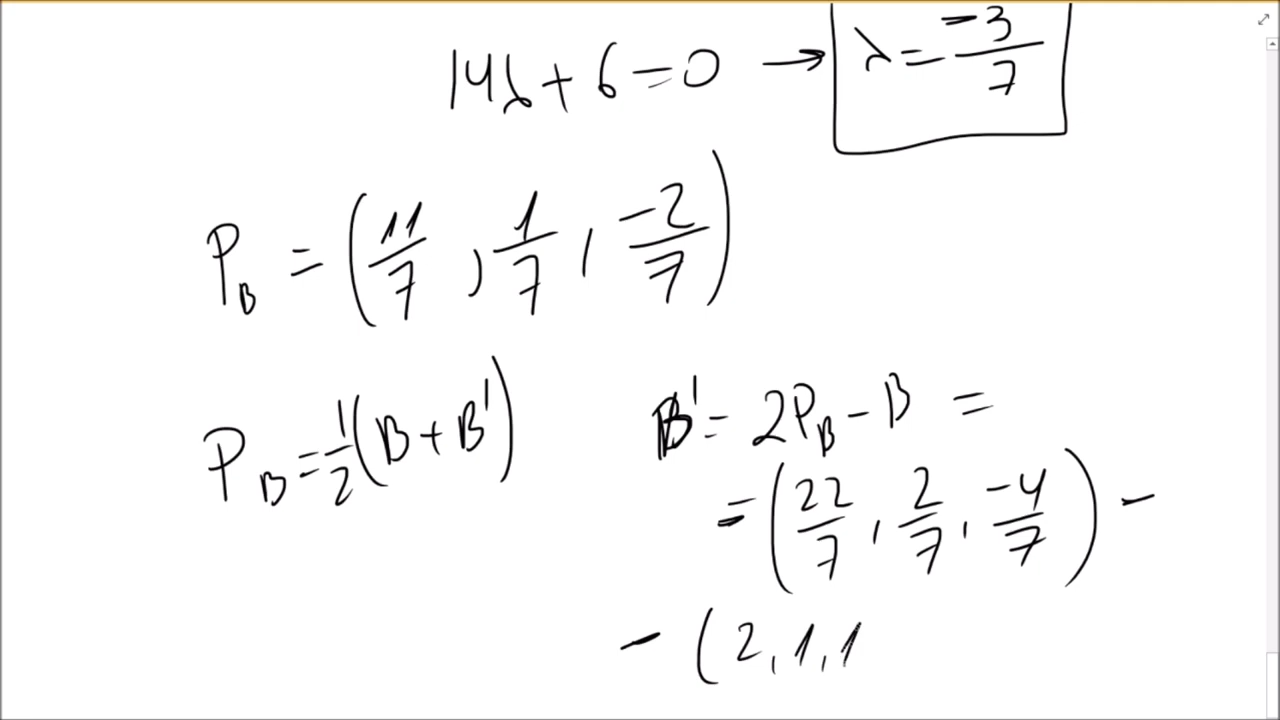 14λ + 6 = 0 → λ = -3/7
P_B = (11/7, 1/7, -2/7)
P_B = 1/2 (B + B') B' = 2P_B - B =
= (22/7, 2/7, -4/7) -
- (2, 1, 1